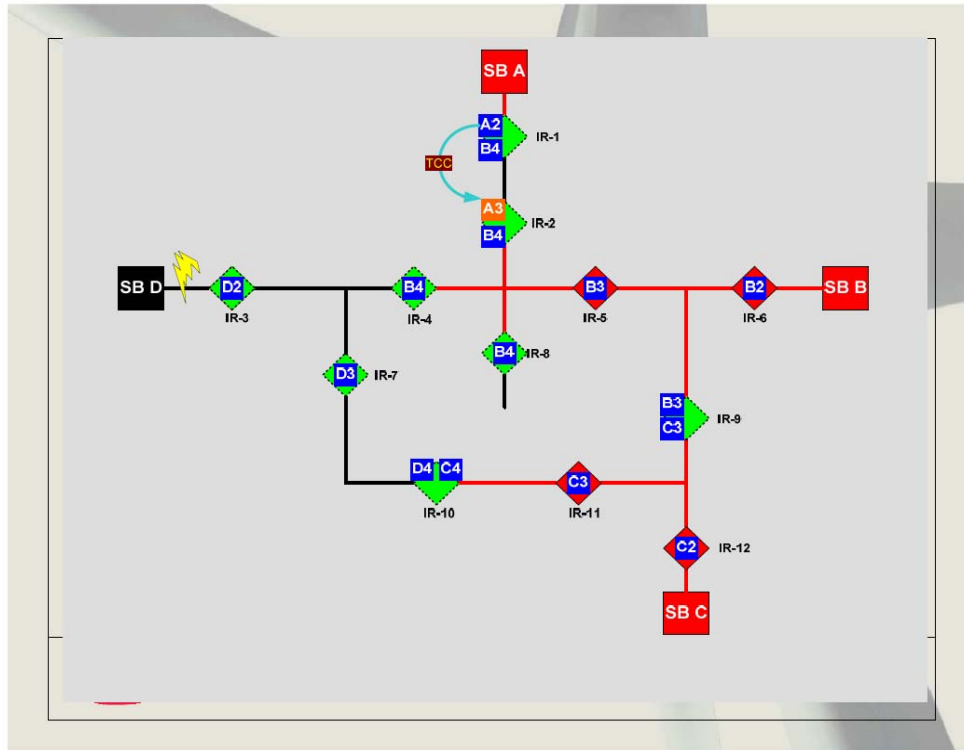 SB A
A2
IR-1
B4
TCC
A3
IR-2
B4
SB D
D2
B4
B3
B2
SB B
IR-3
IR-4
IR-5
IR-6
B4
IR-8
D3
IR-7
B3
IR-9
C3
D4
C4
C3
IR-10
IR-11
C2
IR-12
SB C